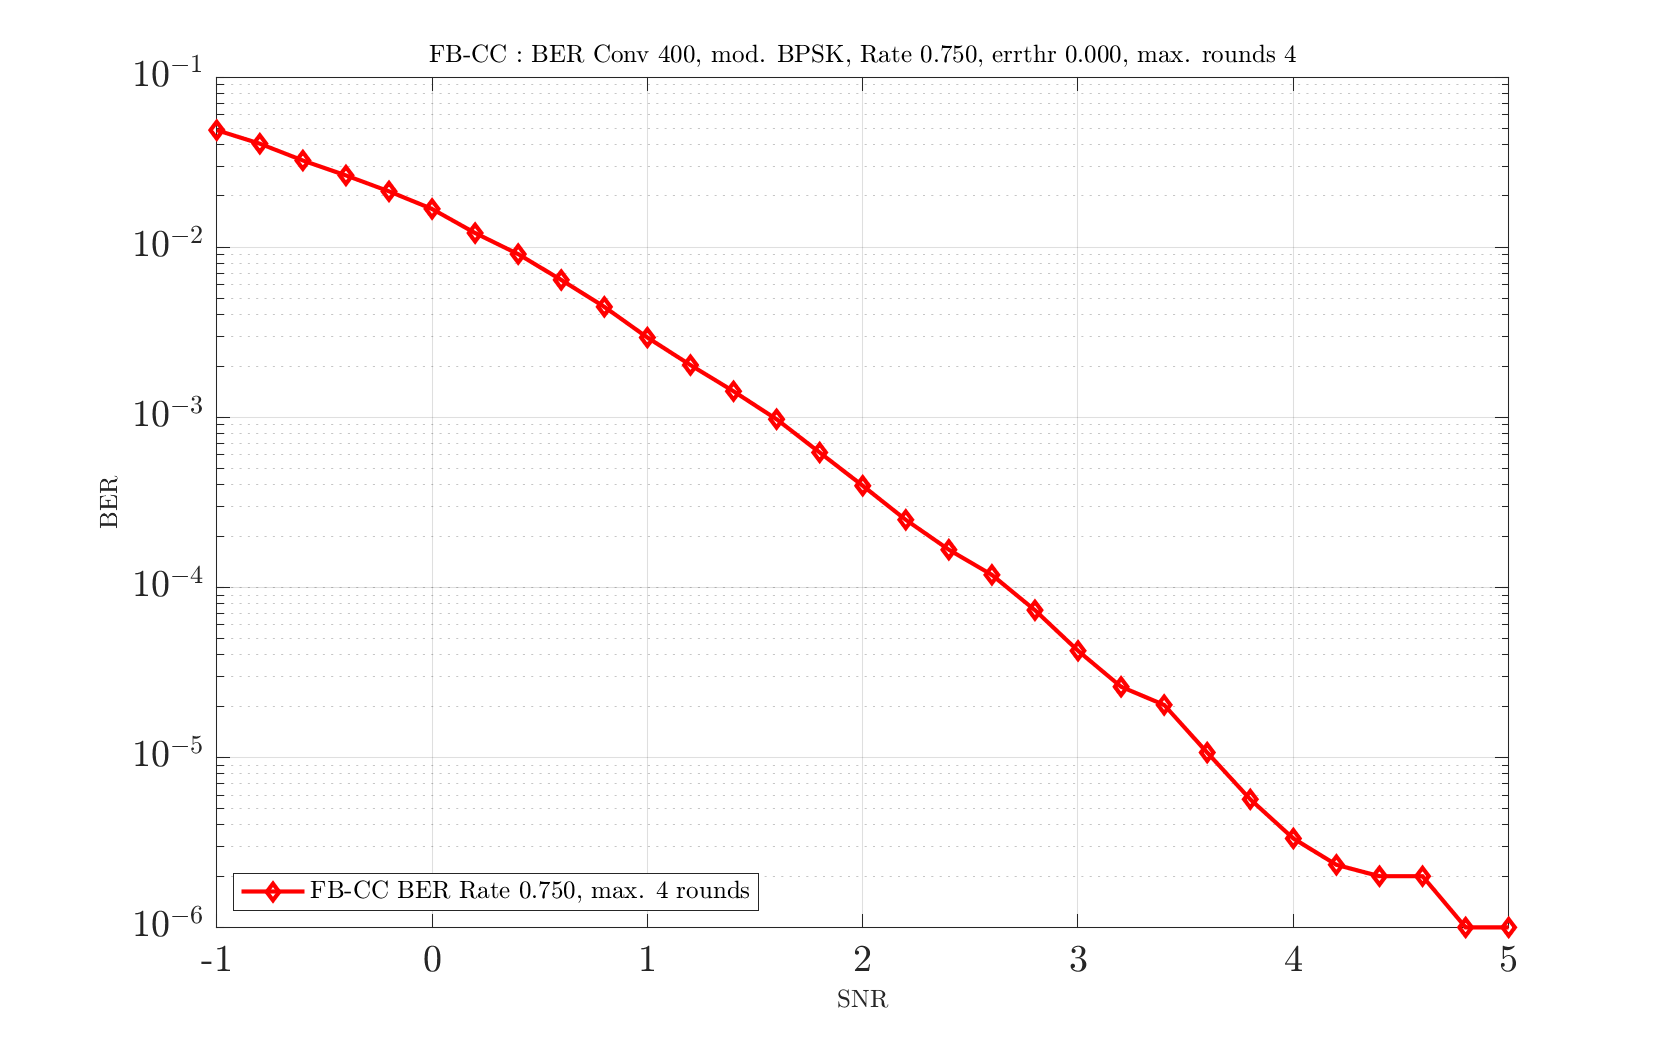 FB-CC : BER Conv 400, mod. BPSK, Rate 0.750, errthr 0.000, max. rounds 4
10⁻¹
10⁻²
10⁻³
10⁻⁴
10⁻⁵
10⁻⁶
BER
FB-CC BER Rate 0.750, max. 4 rounds
-1 0 1 2 3 4 5
SNR